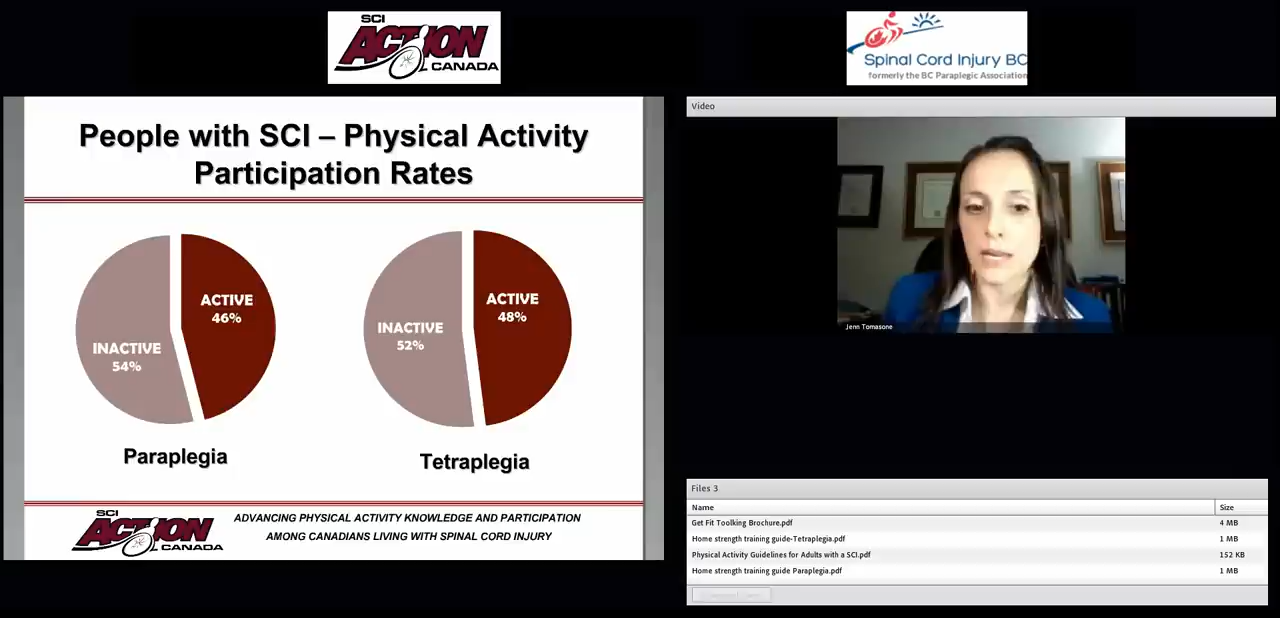 SCI
ACTION
CANADA
Spinal Cord Injury BC
formerly the BC Paraplegic Association
People with SCI – Physical Activity
Participation Rates
ACTIVE
46%
INACTIVE
54%
Paraplegia
ACTIVE
48%
INACTIVE
52%
Tetraplegia
SCI
ACTION
CANADA
ADVANCING PHYSICAL ACTIVITY KNOWLEDGE AND PARTICIPATION
AMONG CANADIANS LIVING WITH SPINAL CORD INJURY
Video
Jenn Tomasone
Files 3
Name Size
Get Fit Toolking Brochure.pdf 4 MB
Home strength training guide-Tetraplegia.pdf 1 MB
Physical Activity Guidelines for Adults with a SCI.pdf 152 KB
Home strength training guide Paraplegia.pdf 1 MB